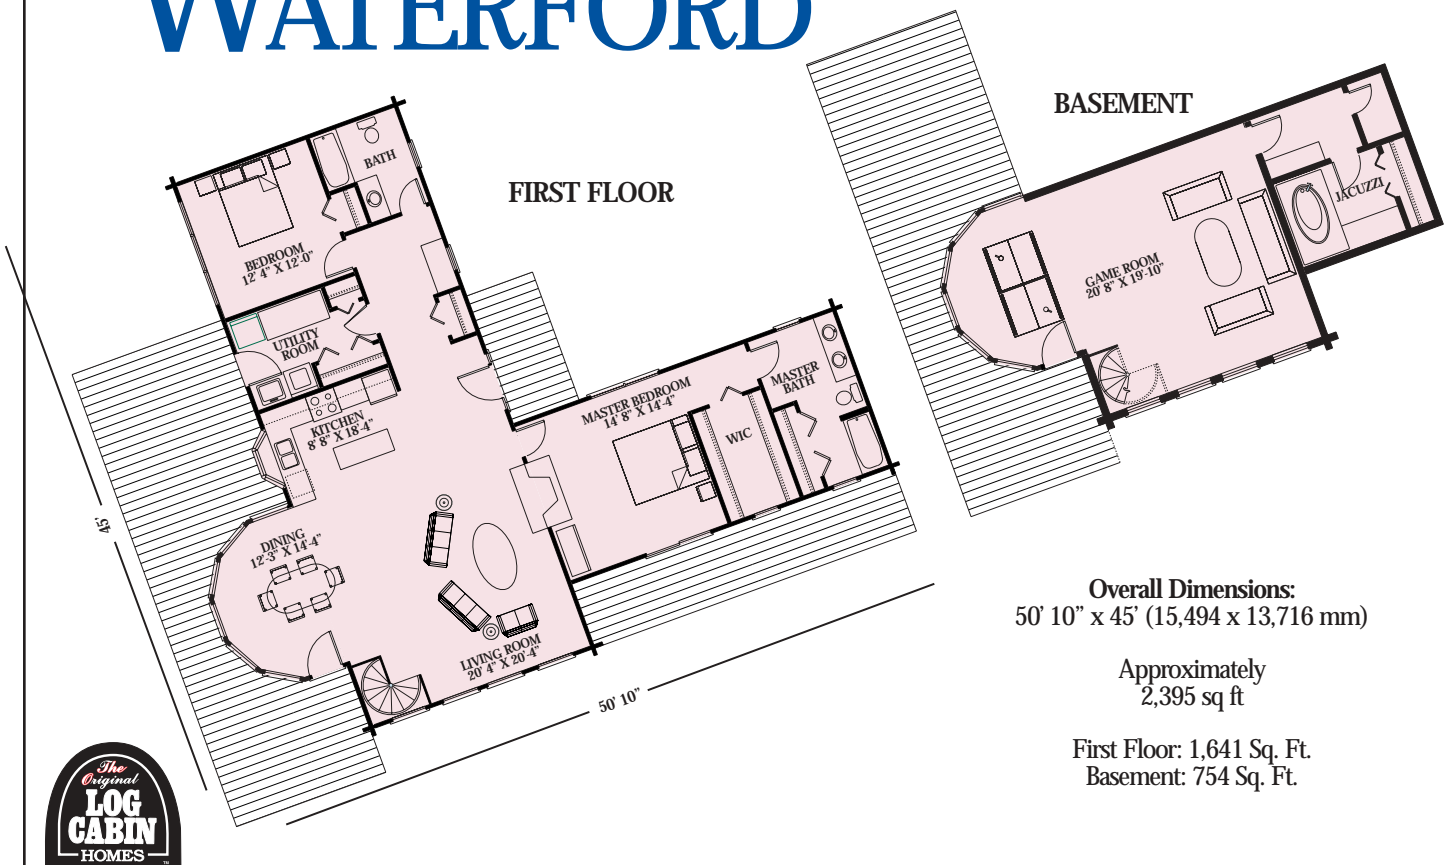 WATERFORD
BASEMENT
FIRST FLOOR
BATH
BEDROOM
12' 4" X 12'-0"
UTILITY
ROOM
KITCHEN
8' 8" X 18'-4"
MASTER BEDROOM
14' 8" X 14'-4"
WIC
MASTER
BATH
DINING
12'-3" X 14'-4"
LIVING ROOM
20' 4" X 20'-4"
45'
50' 10"
GAME ROOM
20' 8" X 19'-10"
JACUZZI
Overall Dimensions:
50' 10" x 45' (15,494 x 13,716 mm)
Approximately
2,395 sq ft
First Floor: 1,641 Sq. Ft.
Basement: 754 Sq. Ft.
The
Original
LOG
CABIN
HOMES
TM